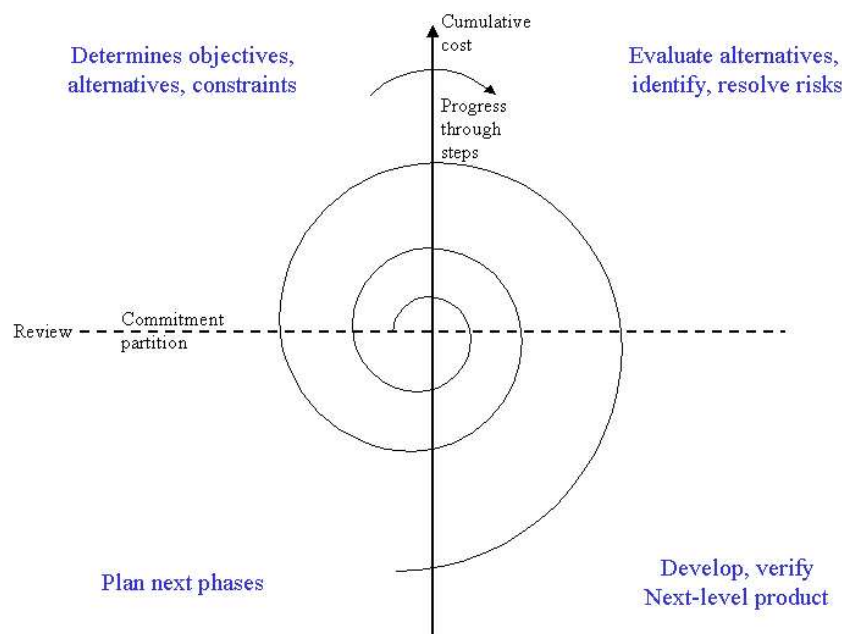 Cumulative
cost
Determines objectives,
alternatives, constraints
Evaluate alternatives,
identify, resolve risks
Progress
through
steps
Commitment
partition
Review
Plan next phases
Develop, verify
Next-level product